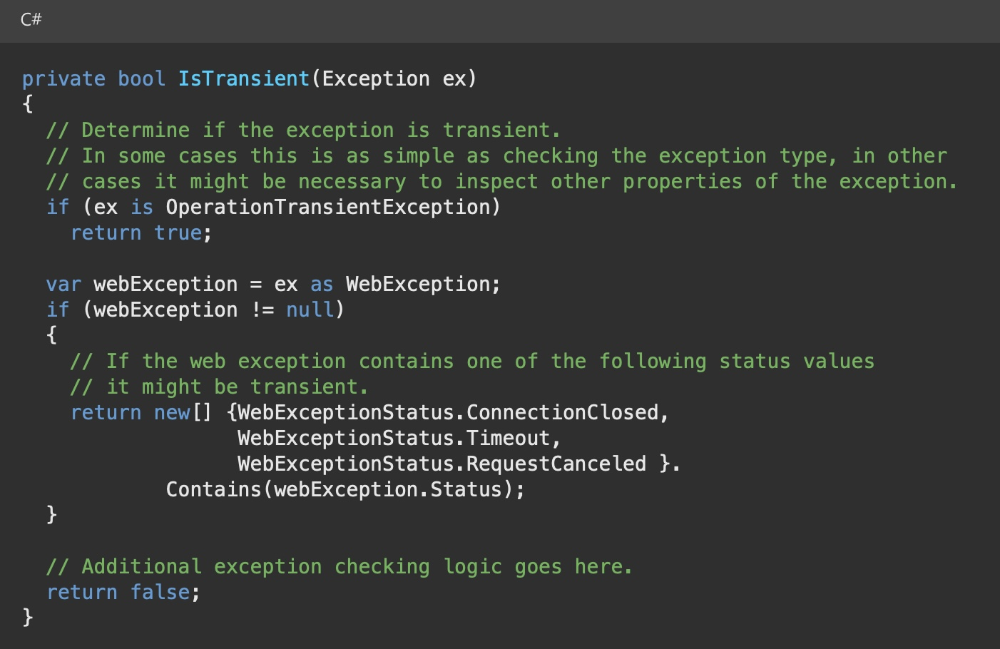 C#
private bool IsTransient(Exception ex)
{
  // Determine if the exception is transient.
  // In some cases this is as simple as checking the exception type, in other
  // cases it might be necessary to inspect other properties of the exception.
  if (ex is OperationTransientException)
    return true;

  var webException = ex as WebException;
  if (webException != null)
  {
    // If the web exception contains one of the following status values
    // it might be transient.
    return new[] {WebExceptionStatus.ConnectionClosed,
                  WebExceptionStatus.Timeout,
                  WebExceptionStatus.RequestCanceled }.
            Contains(webException.Status);
  }

  // Additional exception checking logic goes here.
  return false;
}